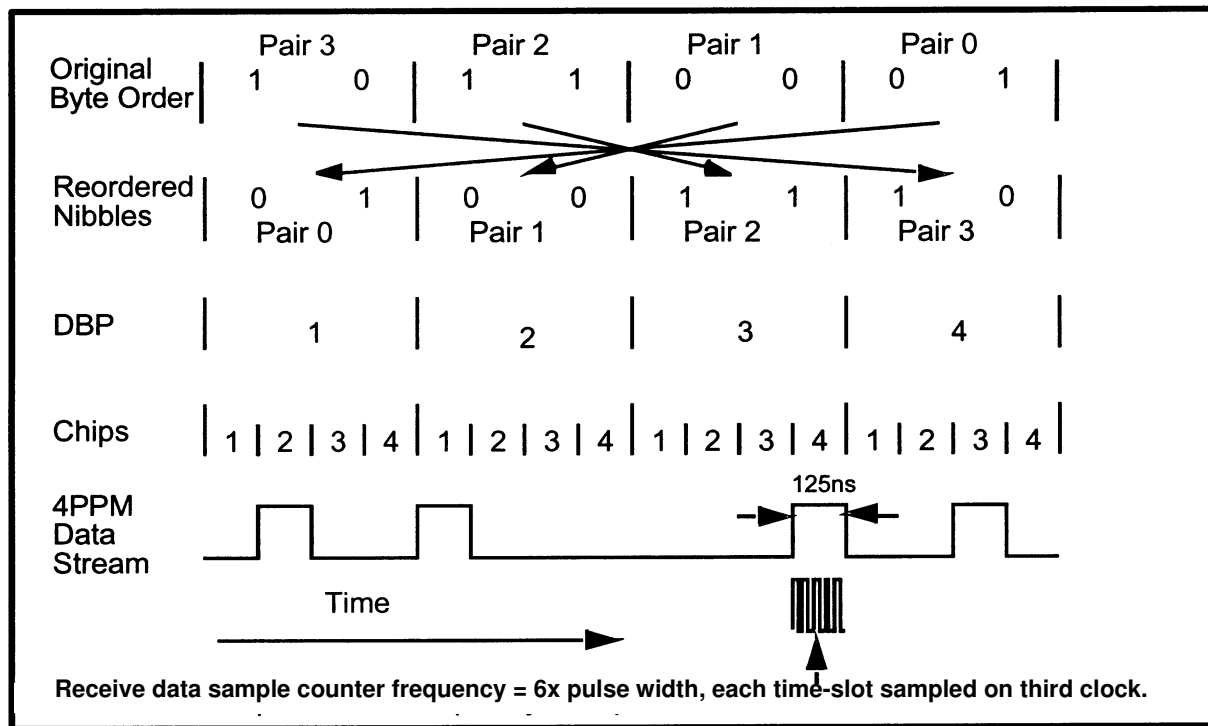 Pair 3 Pair 2 Pair 1 Pair 0
Original
Byte Order
1 0 1 1 0 0 0 1
Reordered
Nibbles
0 1 0 0 1 1 1 0
Pair 0 Pair 1 Pair 2 Pair 3
DBP
1 2 3 4
Chips
1 2 3 4 1 2 3 4 1 2 3 4 1 2 3 4
125ns
4PPM
Data
Stream
Time
Receive data sample counter frequency = 6x pulse width, each time-slot sampled on third clock.